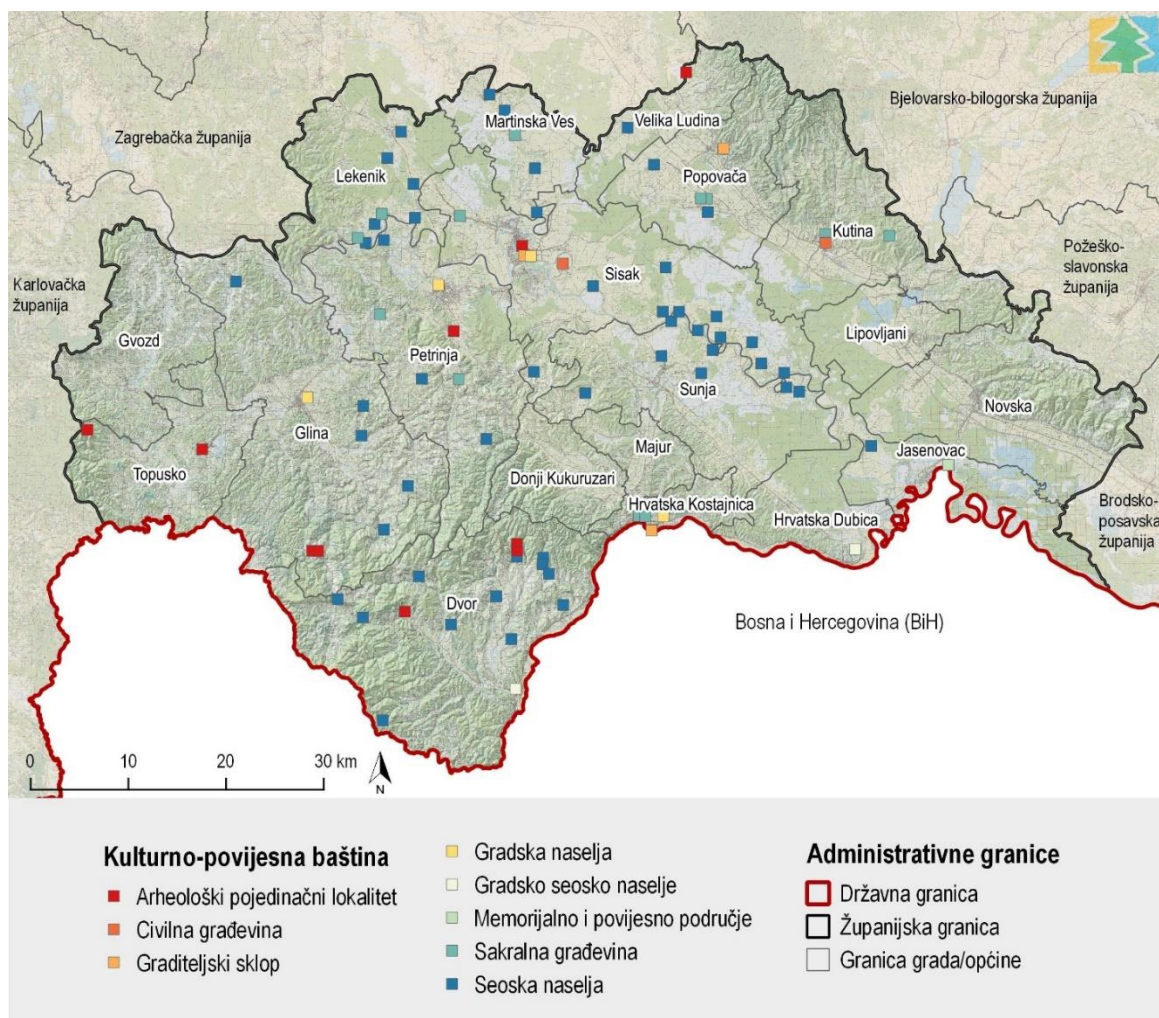 Bjelovarsko-bilogorska županija
Zagrebačka županija
Martinska Ves
Velika Ludina
Lekenik
Popovača
Kutina
Požeško-
slavonska
županija
Karlovačka
županija
Sisak
Gvozd
Lipovljani
Petrinja
Sunja
Novska
Glina
Majur
Jasenovac
Topusko
Donji Kukuruzari
Hrvatska Kostajnica
Hrvatska Dubica
Brodsko-
posavska
županija
Dvor
Bosna i Hercegovina (BiH)
0 10 20 30 km
N
Kulturno-povijesna baština
Arheološki pojedinačni lokalitet
Civilna građevina
Graditeljski sklop
Gradska naselja
Gradsko seosko naselje
Memorijalno i povijesno područje
Sakralna građevina
Seoska naselja
Administrativne granice
Državna granica
Županijska granica
Granica grada/općine